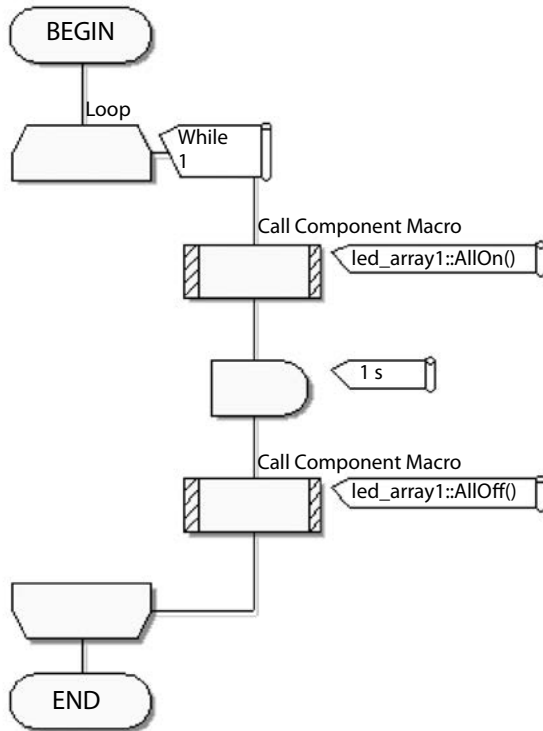 BEGIN
Loop
While
1
Call Component Macro
led_array1::AllOn()
1 s
Call Component Macro
led_array1::AllOff()
END